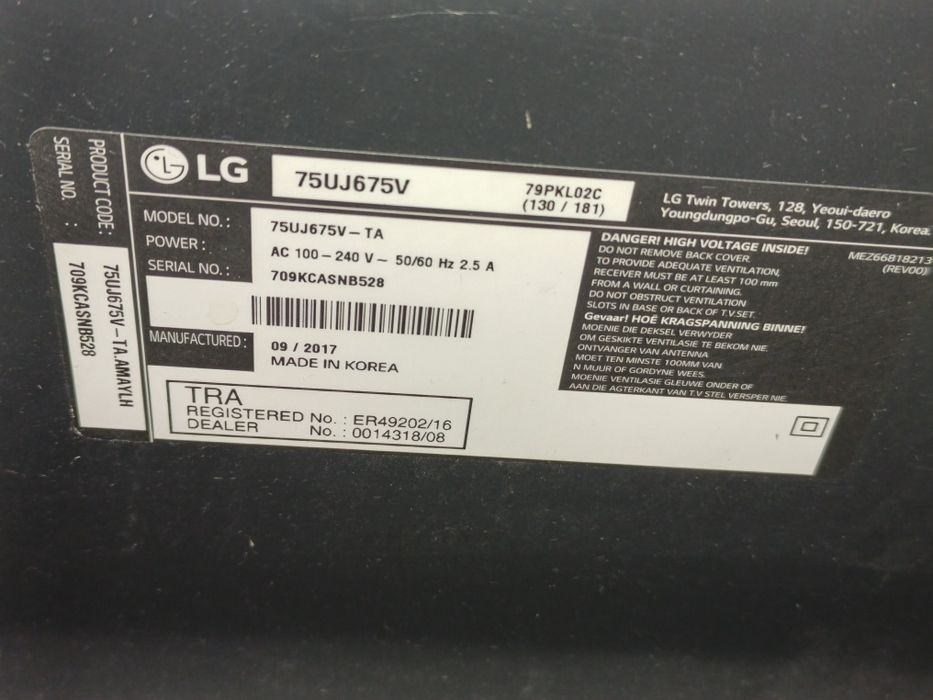 PRODUCT CODE: 75UJ675V-TA.AMAYLH
SERIAL NO. : 709KCASNB528
LG
75UJ675V
79PKL02C
(130 / 181)
LG Twin Towers, 128, Yeoui-daero
Youngdungpo-Gu, Seoul, 150-721, Korea.
MODEL NO.: 75UJ675V-TA
POWER: AC 100-240 V ~ 50/60 Hz 2.5 A
SERIAL NO.: 709KCASNB528
MANUFACTURED: 09 / 2017
MADE IN KOREA
TRA
REGISTERED No. : ER49202/16
DEALER No. : 0014318/08
DANGER! HIGH VOLTAGE INSIDE!
DO NOT REMOVE BACK COVER.
TO PROVIDE ADEQUATE VENTILATION,
RECEIVER MUST BE AT LEAST 100 mm
FROM A WALL OR CURTAINING.
DO NOT OBSTRUCT VENTILATION
SLOTS IN BASE OR BACK OF T.V.SET.
Gevaar! HOË KRAGSPANNING BINNE!
MOENIE DIE DEKSEL VERWYDER
OM GESKIKTE VENTILASIE TE BEKOM NIE.
ONTVANGER VAN ANTENNA
MOET TEN MINSTE 100MM VAN
N MUUR OF GORDYNE WEES.
MOENIE VENTILASIE GLEUWE ONDER OF
AAN DIE AGTERKANT VAN T.V STEL VERSPER NIE.
MEZ66818213
(REV00)